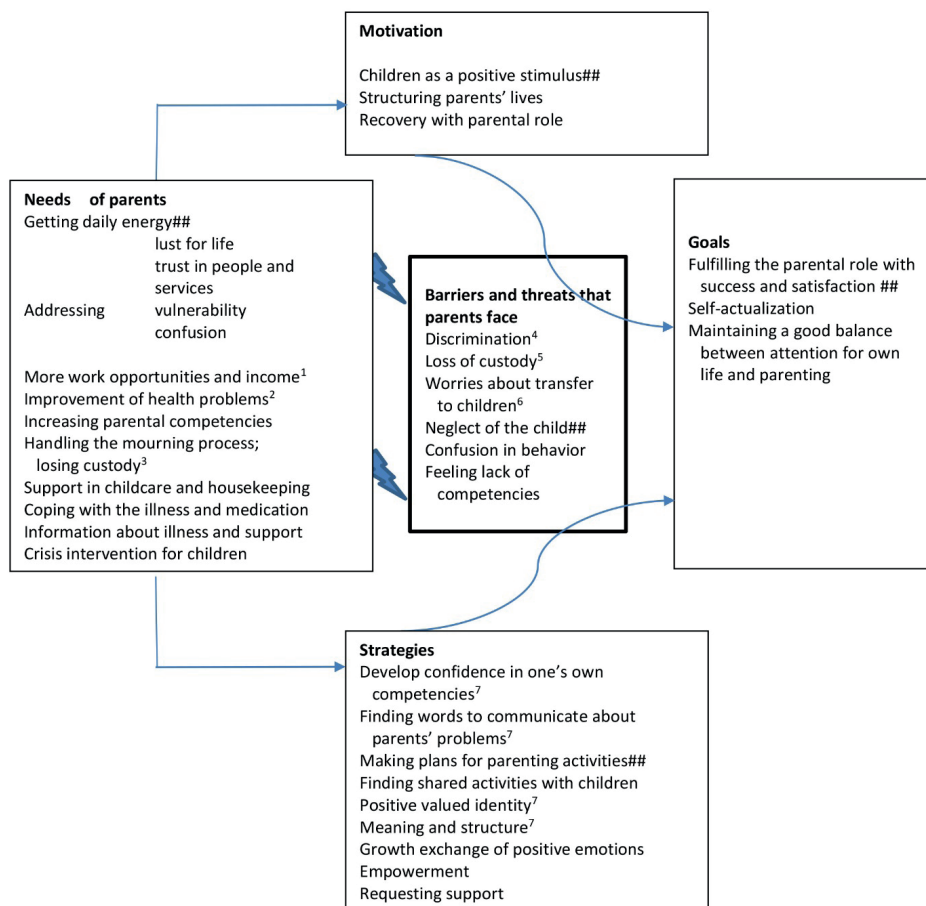 Motivation
Children as a positive stimulus##
Structuring parents’ lives
Recovery with parental role
Needs of parents
Getting daily energy##
lust for life
trust in people and
services
Addressing vulnerability
confusion
More work opportunities and income¹
Improvement of health problems²
Increasing parental competencies
Handling the mourning process;
losing custody³
Support in childcare and housekeeping
Coping with the illness and medication
Information about illness and support
Crisis intervention for children
Barriers and threats that
parents face
Discrimination⁴
Loss of custody⁵
Worries about transfer
to children⁶
Neglect of the child##
Confusion in behavior
Feeling lack of
competencies
Goals
Fulfilling the parental role with
success and satisfaction ##
Self-actualization
Maintaining a good balance
between attention for own
life and parenting
Strategies
Develop confidence in one’s own
competencies⁷
Finding words to communicate about
parents’ problems⁷
Making plans for parenting activities##
Finding shared activities with children
Positive valued identity⁷
Meaning and structure⁷
Growth exchange of positive emotions
Empowerment
Requesting support